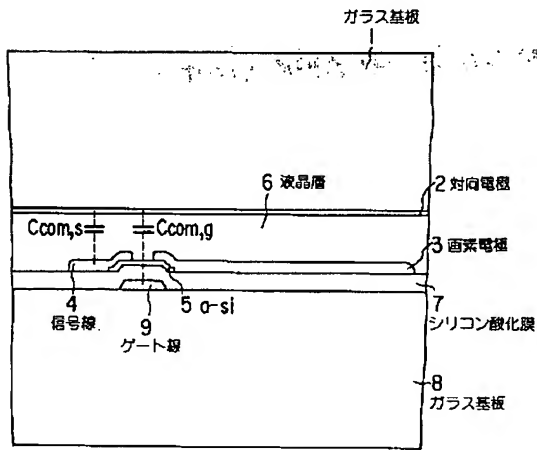 ガラス基板
6 液晶層
2 対向電極
Ccom,s
Ccom,g
3 画素電極
4
信号線
9
ゲート線
5 a-si
7
シリコン酸化膜
8
ガラス基板